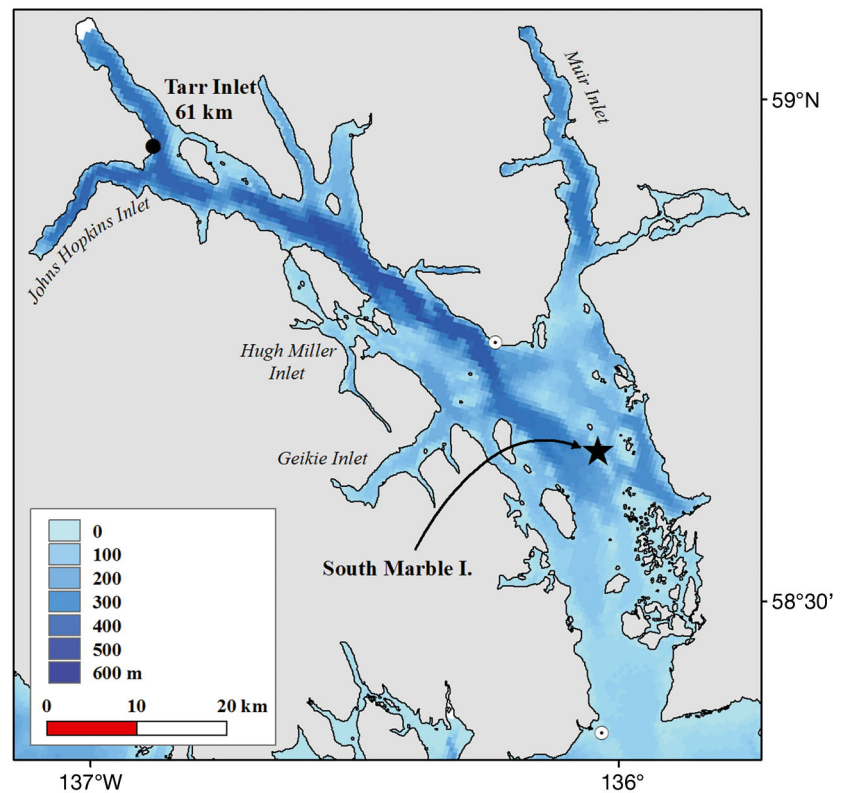 Tarr Inlet
61 km
Muir Inlet
59°N
Johns Hopkins Inlet
Hugh Miller
Inlet
Geikie Inlet
South Marble I.
0
100
200
300
400
500
600 m
0 10 20 km
58°30'
137°W 136°